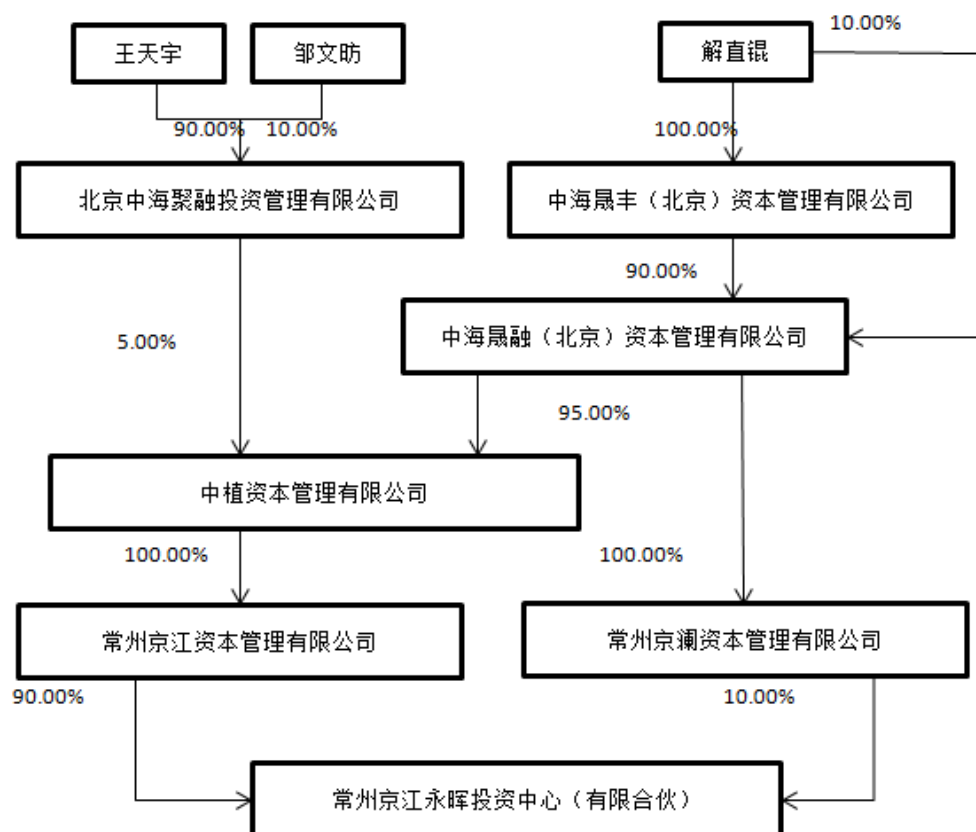 10.00%
王天宇
邹文昉
解直锟
90.00%
10.00%
100.00%
北京中海聚融投资管理有限公司
中海晟丰（北京）资本管理有限公司
90.00%
5.00%
中海晟融（北京）资本管理有限公司
95.00%
中植资本管理有限公司
100.00%
100.00%
常州京江资本管理有限公司
常州京澜资本管理有限公司
90.00%
10.00%
常州京江永晖投资中心（有限合伙）